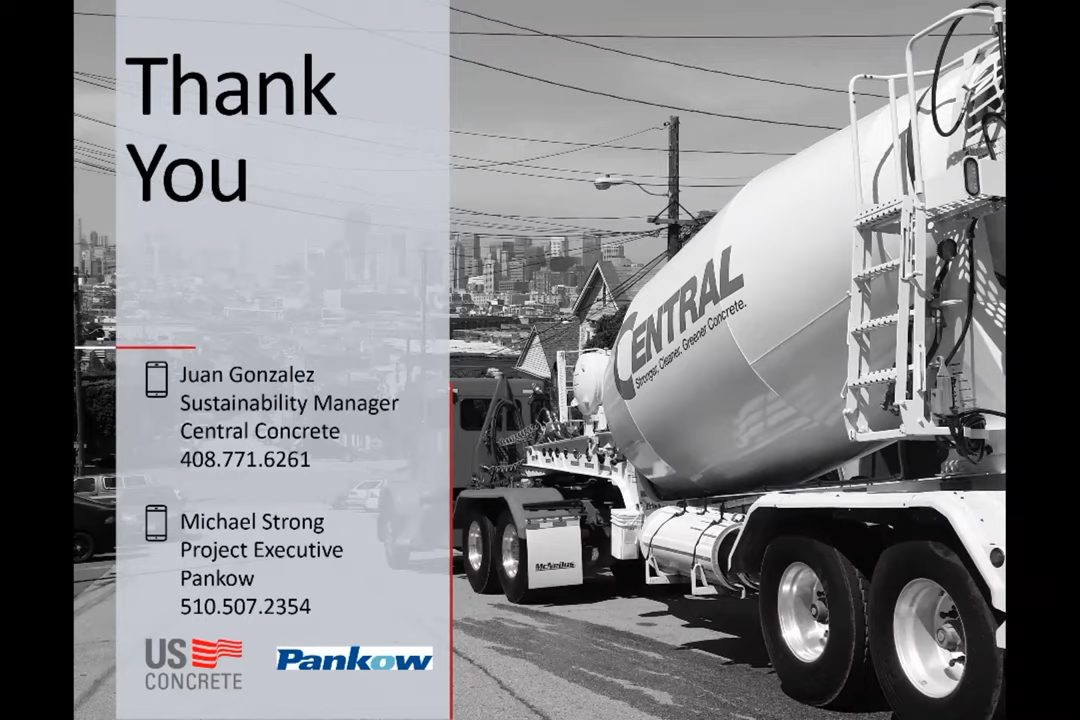 Thank
You
Juan Gonzalez
Sustainability Manager
Central Concrete
408.771.6261
Michael Strong
Project Executive
Pankow
510.507.2354
US
CONCRETE
Pankow
CENTRAL
Stronger, Cleaner, Greener Concrete.
McNeilus